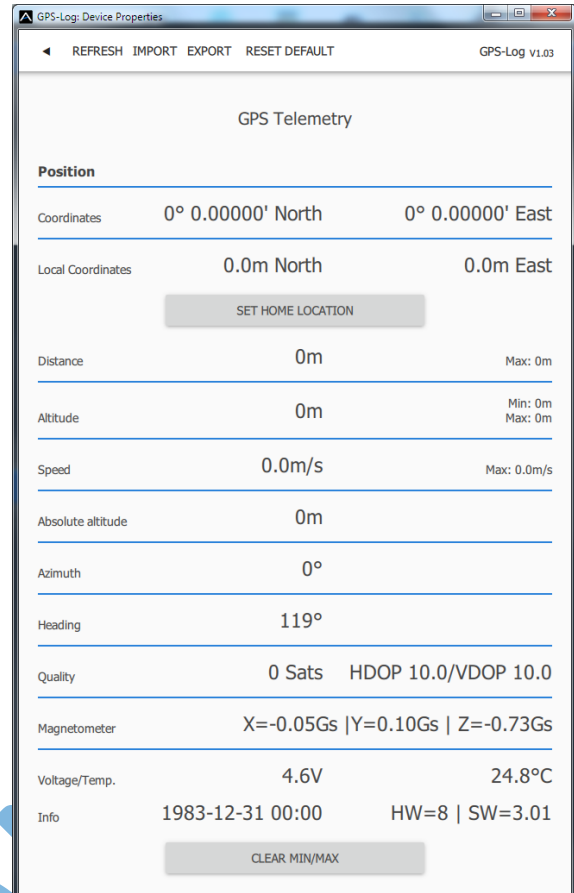 GPS-Log: Device Properties
REFRESH IMPORT EXPORT RESET DEFAULT GPS-Log V1.03
GPS Telemetry
Position
Coordinates 0° 0.00000' North 0° 0.00000' East
Local Coordinates 0.0m North 0.0m East
SET HOME LOCATION
Distance 0m Max: 0m
Altitude 0m Min: 0m
Max: 0m
Speed 0.0m/s Max: 0.0m/s
Absolute altitude 0m
Azimuth 0°
Heading 119°
Quality 0 Sats HDOP 10.0/VDOP 10.0
Magnetometer X=-0.05Gs |Y=0.10Gs | Z=-0.73Gs
Voltage/Temp. 4.6V 24.8°C
Info 1983-12-31 00:00 HW=8 | SW=3.01
CLEAR MIN/MAX